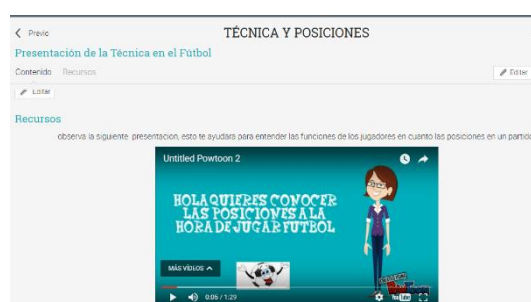 Previo
TÉCNICA Y POSICIONES
Presentación de la Técnica en el Fútbol
Contenido Recursos
Editar
Editar
Recursos
observa la siguiente presentacion, esto te ayudara para entender las funciones de los jugadores en cuanto las posiciones en un partido
Untitled Powtoon 2
HOLA QUIERES CONOCER
LAS POSICIONES A LA
HORA DE JUGAR FUTBOL
MÁS VÍDEOS
0:05 / 1:29
YouTube